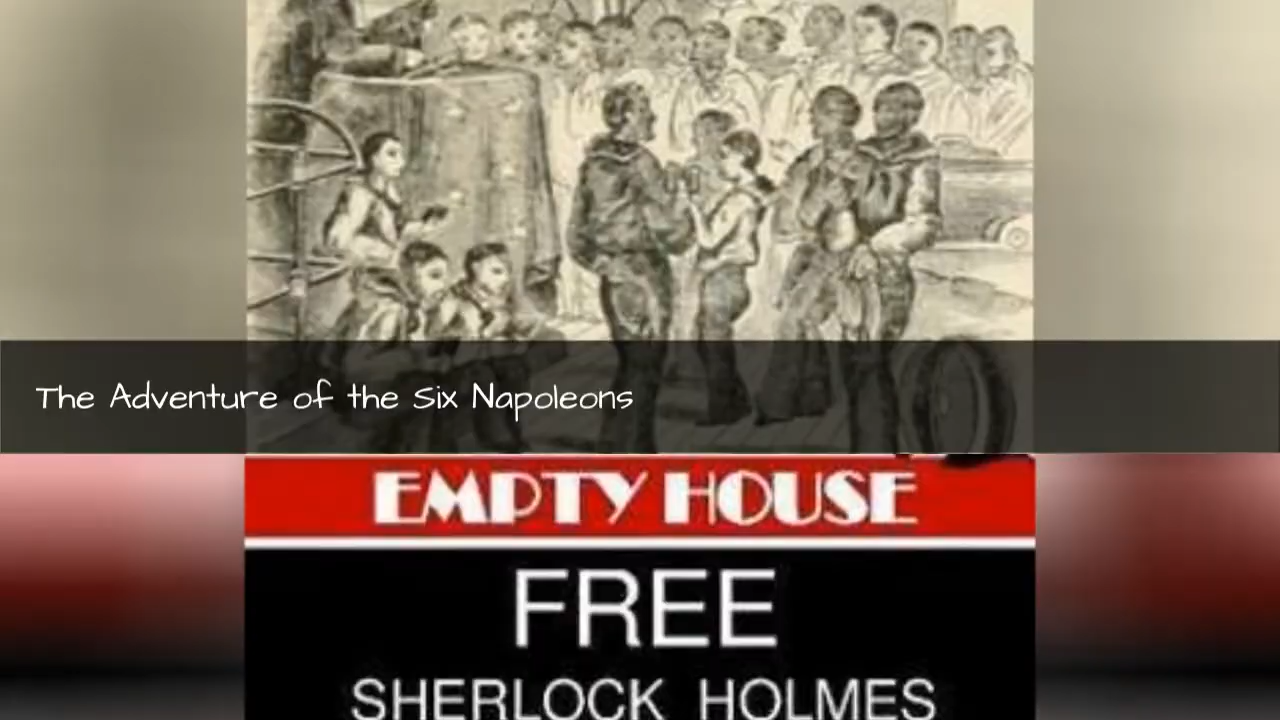 The Adventure of the Six Napoleons
EMPTY HOUSE
FREE
SHERLOCK HOLMES